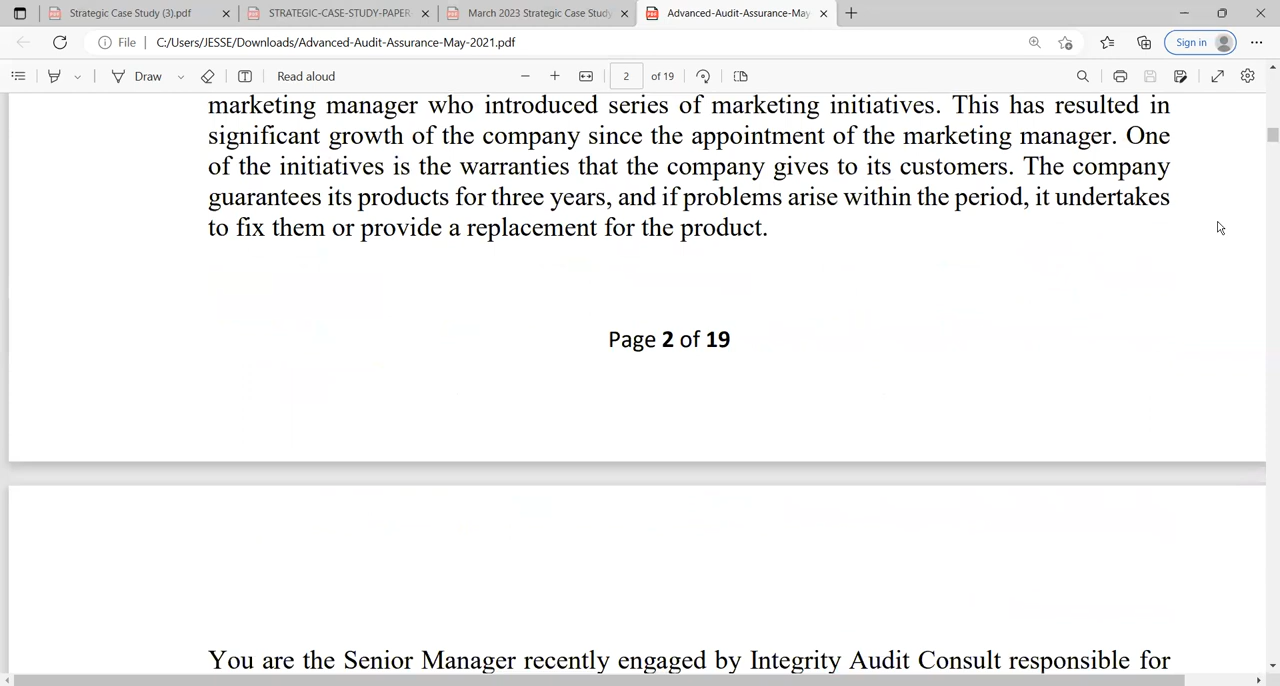 Strategic Case Study (3).pdf
STRATEGIC-CASE-STUDY-PAPER
March 2023 Strategic Case Study
Advanced-Audit-Assurance-May-
File
C:/Users/JESSE/Downloads/Advanced-Audit-Assurance-May-2021.pdf
Sign in
Draw
Read aloud
2
of 19
marketing manager who introduced series of marketing initiatives. This has resulted in
significant growth of the company since the appointment of the marketing manager. One
of the initiatives is the warranties that the company gives to its customers. The company
guarantees its products for three years, and if problems arise within the period, it undertakes
to fix them or provide a replacement for the product.
Page 2 of 19
You are the Senior Manager recently engaged by Integrity Audit Consult responsible for